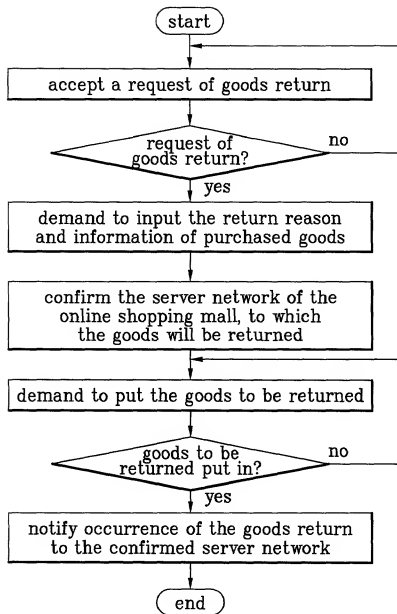 start
accept a request of goods return
request of
goods return?
no
yes
demand to input the return reason
and information of purchased goods
confirm the server network of the
online shopping mall, to which
the goods will be returned
demand to put the goods to be returned
goods to be
returned put in?
no
yes
notify occurrence of the goods return
to the confirmed server network
end